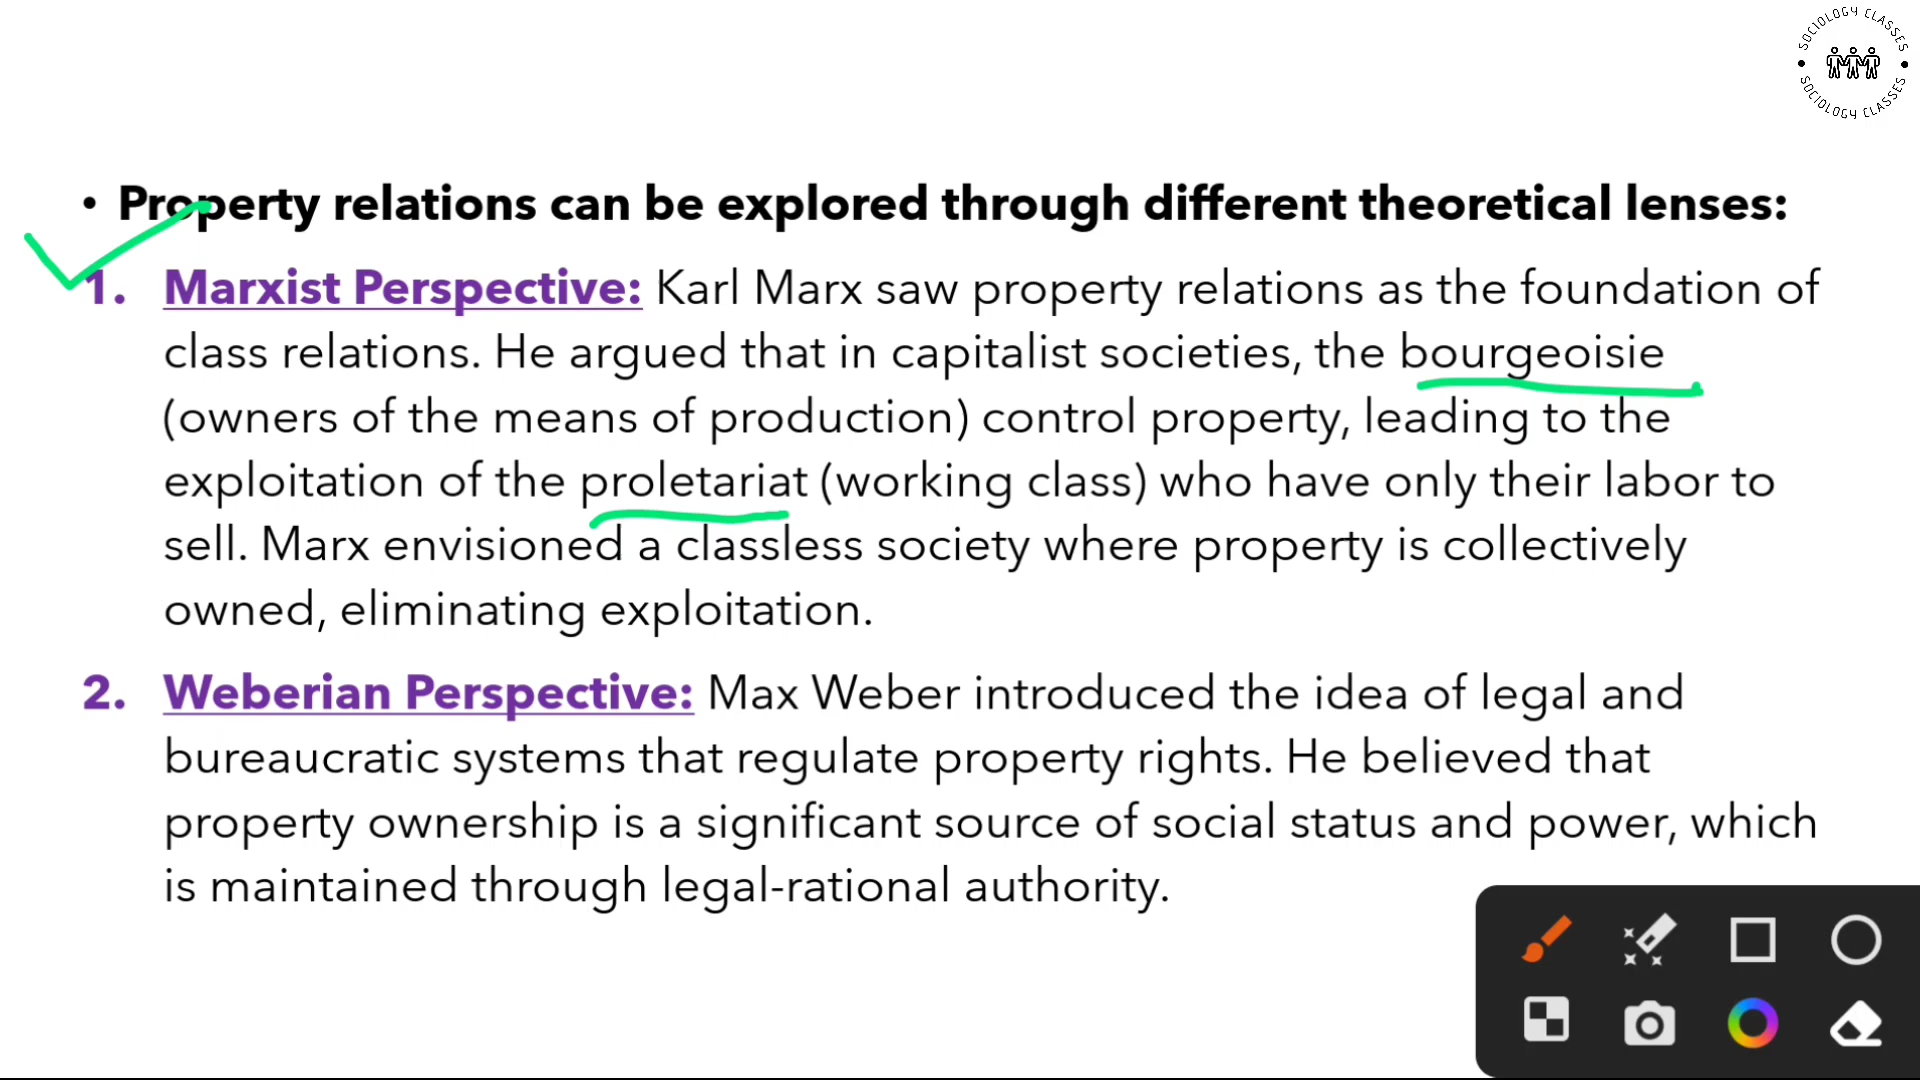 SOCIOLOGY CLASSES
SOCIOLOGY CLASSES
• Property relations can be explored through different theoretical lenses:
1. Marxist Perspective: Karl Marx saw property relations as the foundation of
class relations. He argued that in capitalist societies, the bourgeoisie
(owners of the means of production) control property, leading to the
exploitation of the proletariat (working class) who have only their labor to
sell. Marx envisioned a classless society where property is collectively
owned, eliminating exploitation.
2. Weberian Perspective: Max Weber introduced the idea of legal and
bureaucratic systems that regulate property rights. He believed that
property ownership is a significant source of social status and power, which
is maintained through legal-rational authority.